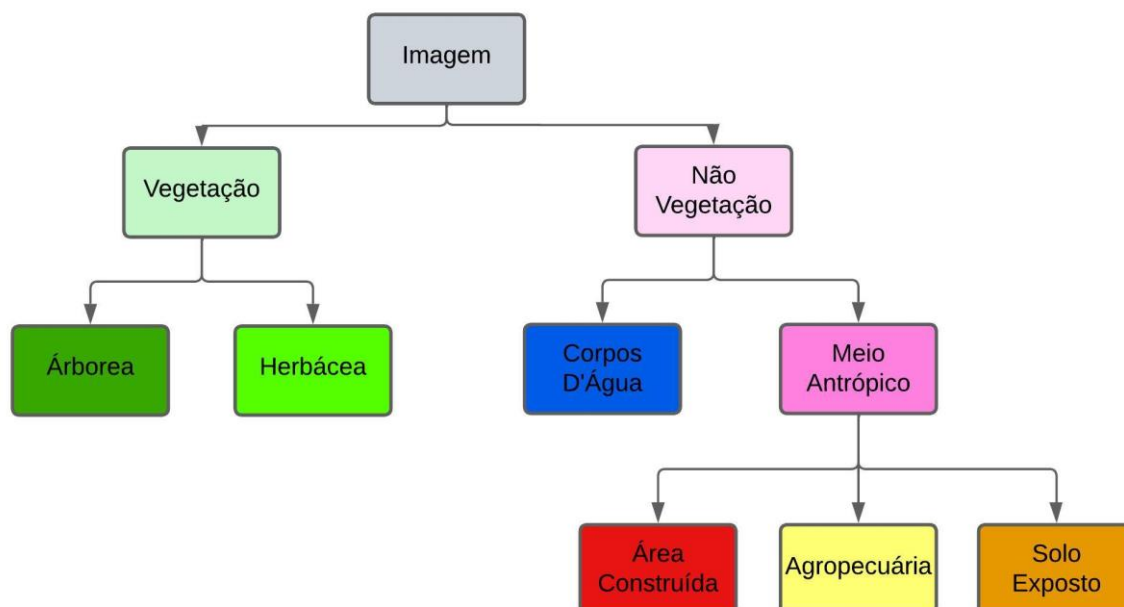 Imagem
Vegetação
Não
Vegetação
Árborea
Herbácea
Corpos
D'Água
Meio
Antrópico
Área
Construída
Agropecuária
Solo
Exposto